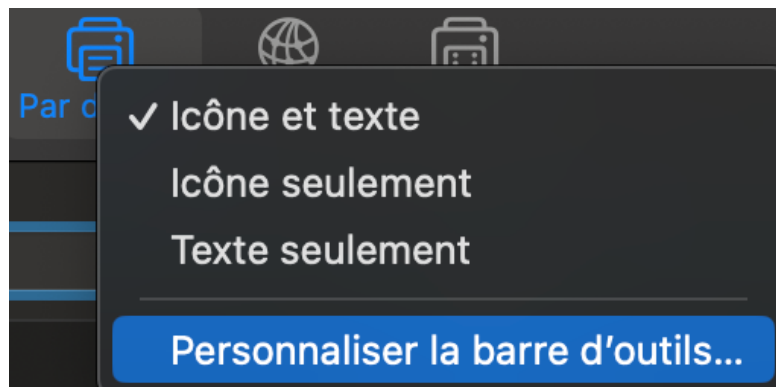 Par d
Icône et texte
Icône seulement
Texte seulement
Personnaliser la barre d’outils...